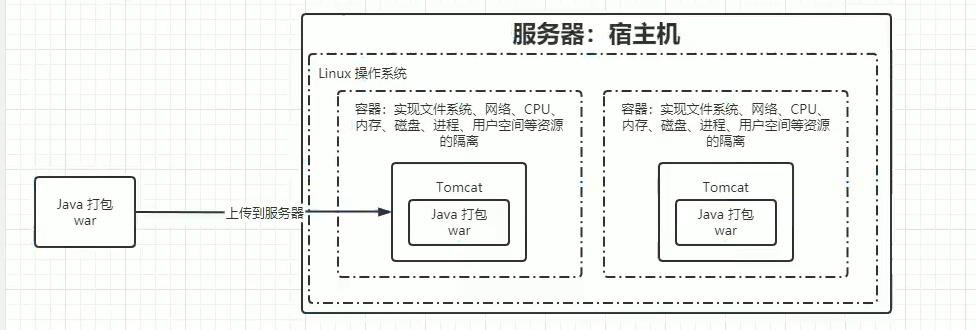 服务器：宿主机
Linux 操作系统
容器：实现文件系统、网络、CPU、
内存、磁盘、进程、用户空间等资源
的隔离
容器：实现文件系统、网络、CPU、
内存、磁盘、进程、用户空间等资源
的隔离
Java 打包
war
上传到服务器
Tomcat
Java 打包
war
Tomcat
Java 打包
war